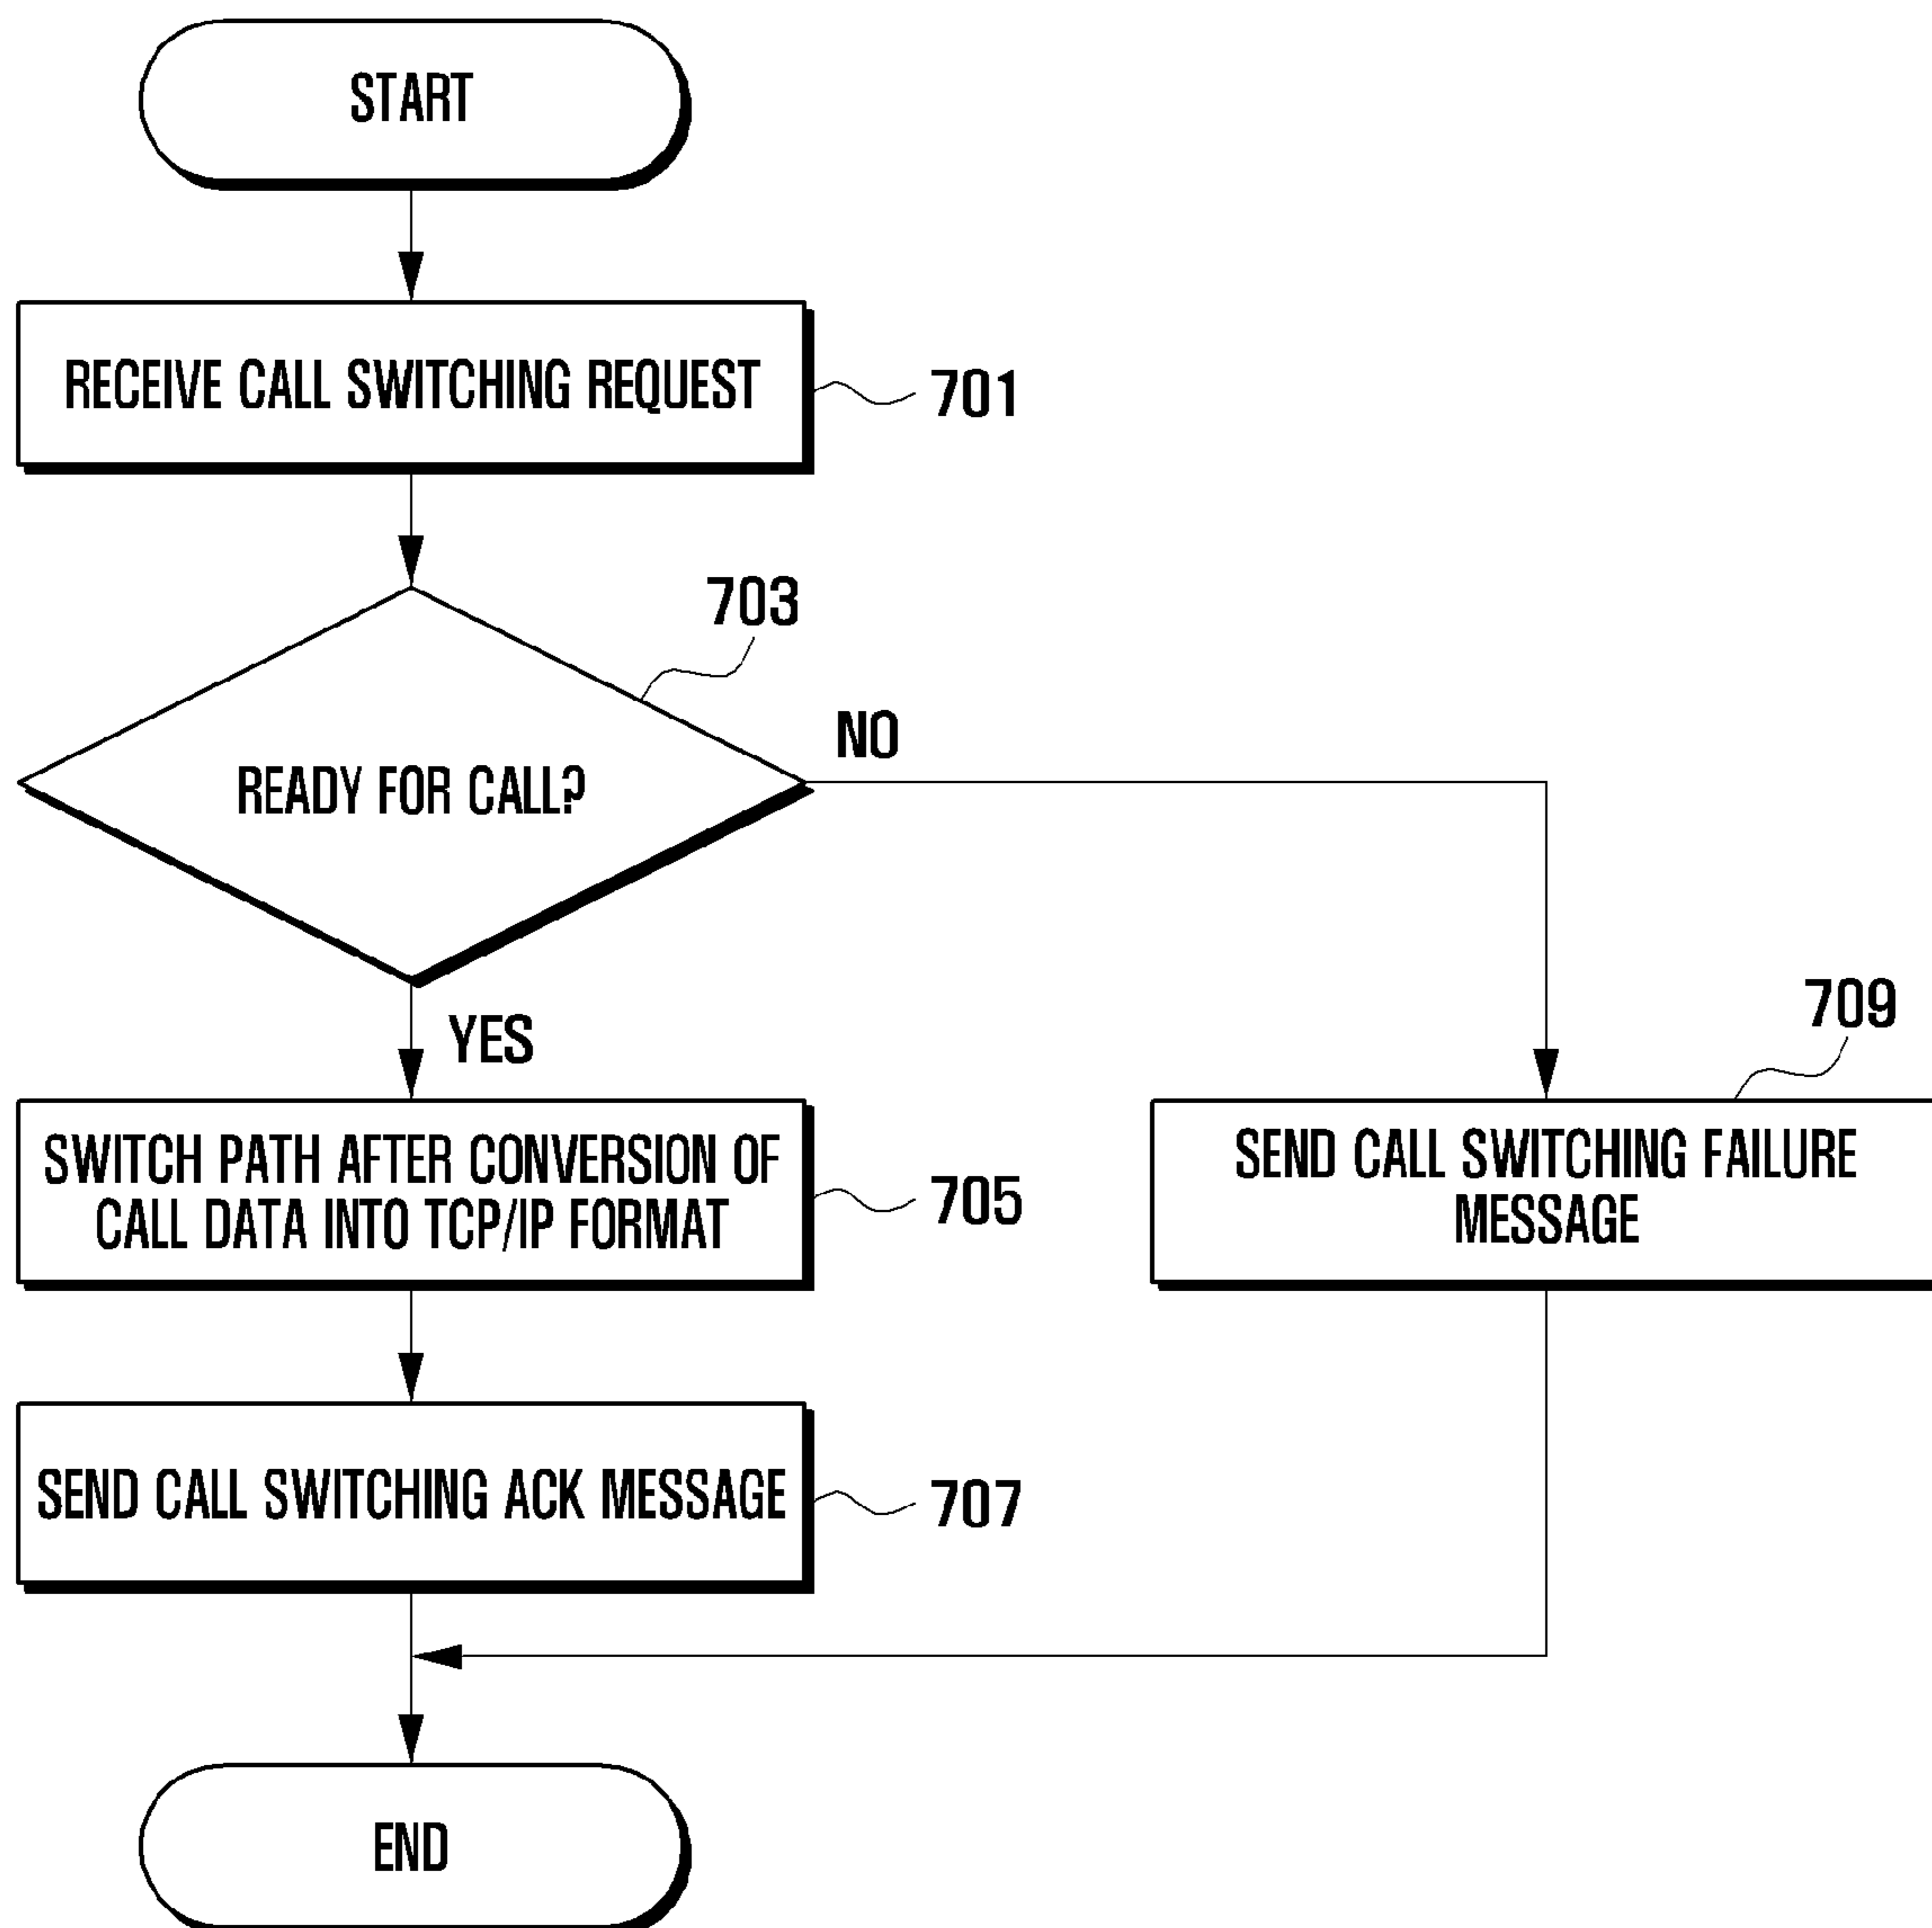 START
RECEIVE CALL SWITCHING REQUEST
701
703
READY FOR CALL?
NO
YES
SWITCH PATH AFTER CONVERSION OF
CALL DATA INTO TCP/IP FORMAT
705
709
SEND CALL SWITCHING FAILURE
MESSAGE
SEND CALL SWITCHING ACK MESSAGE
707
END